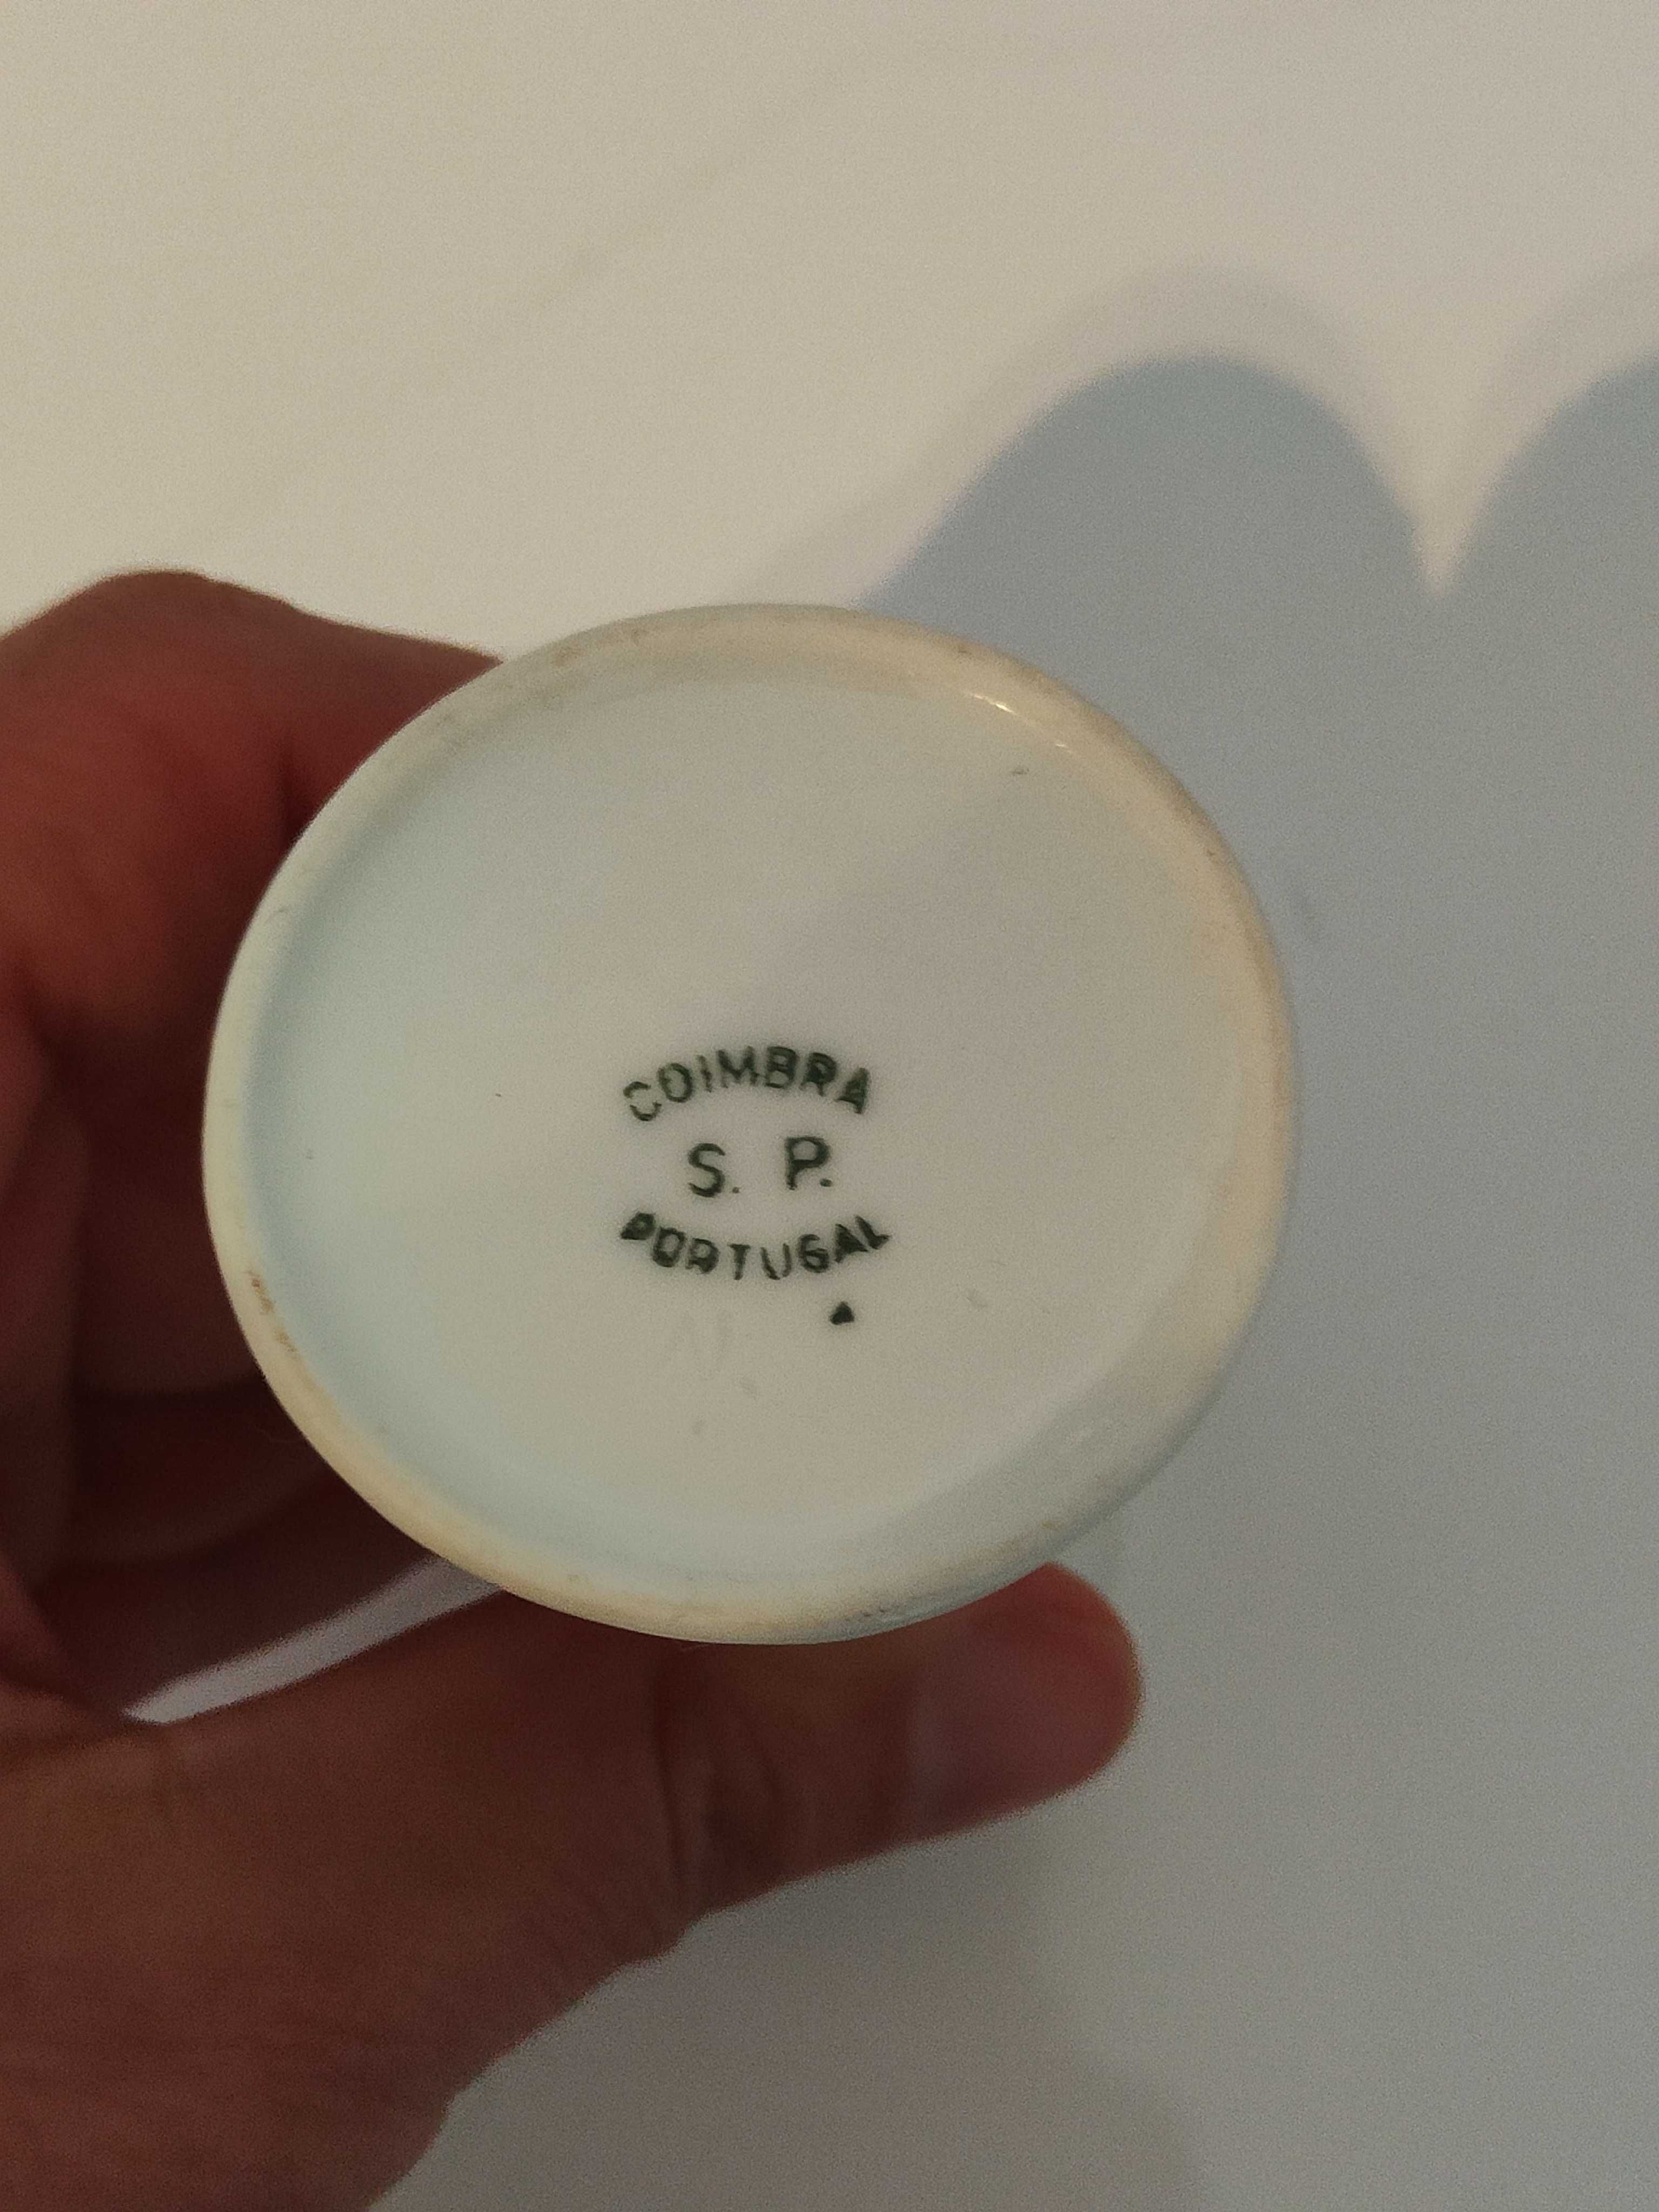 COIMBRA
S. P.
PORTUGAL